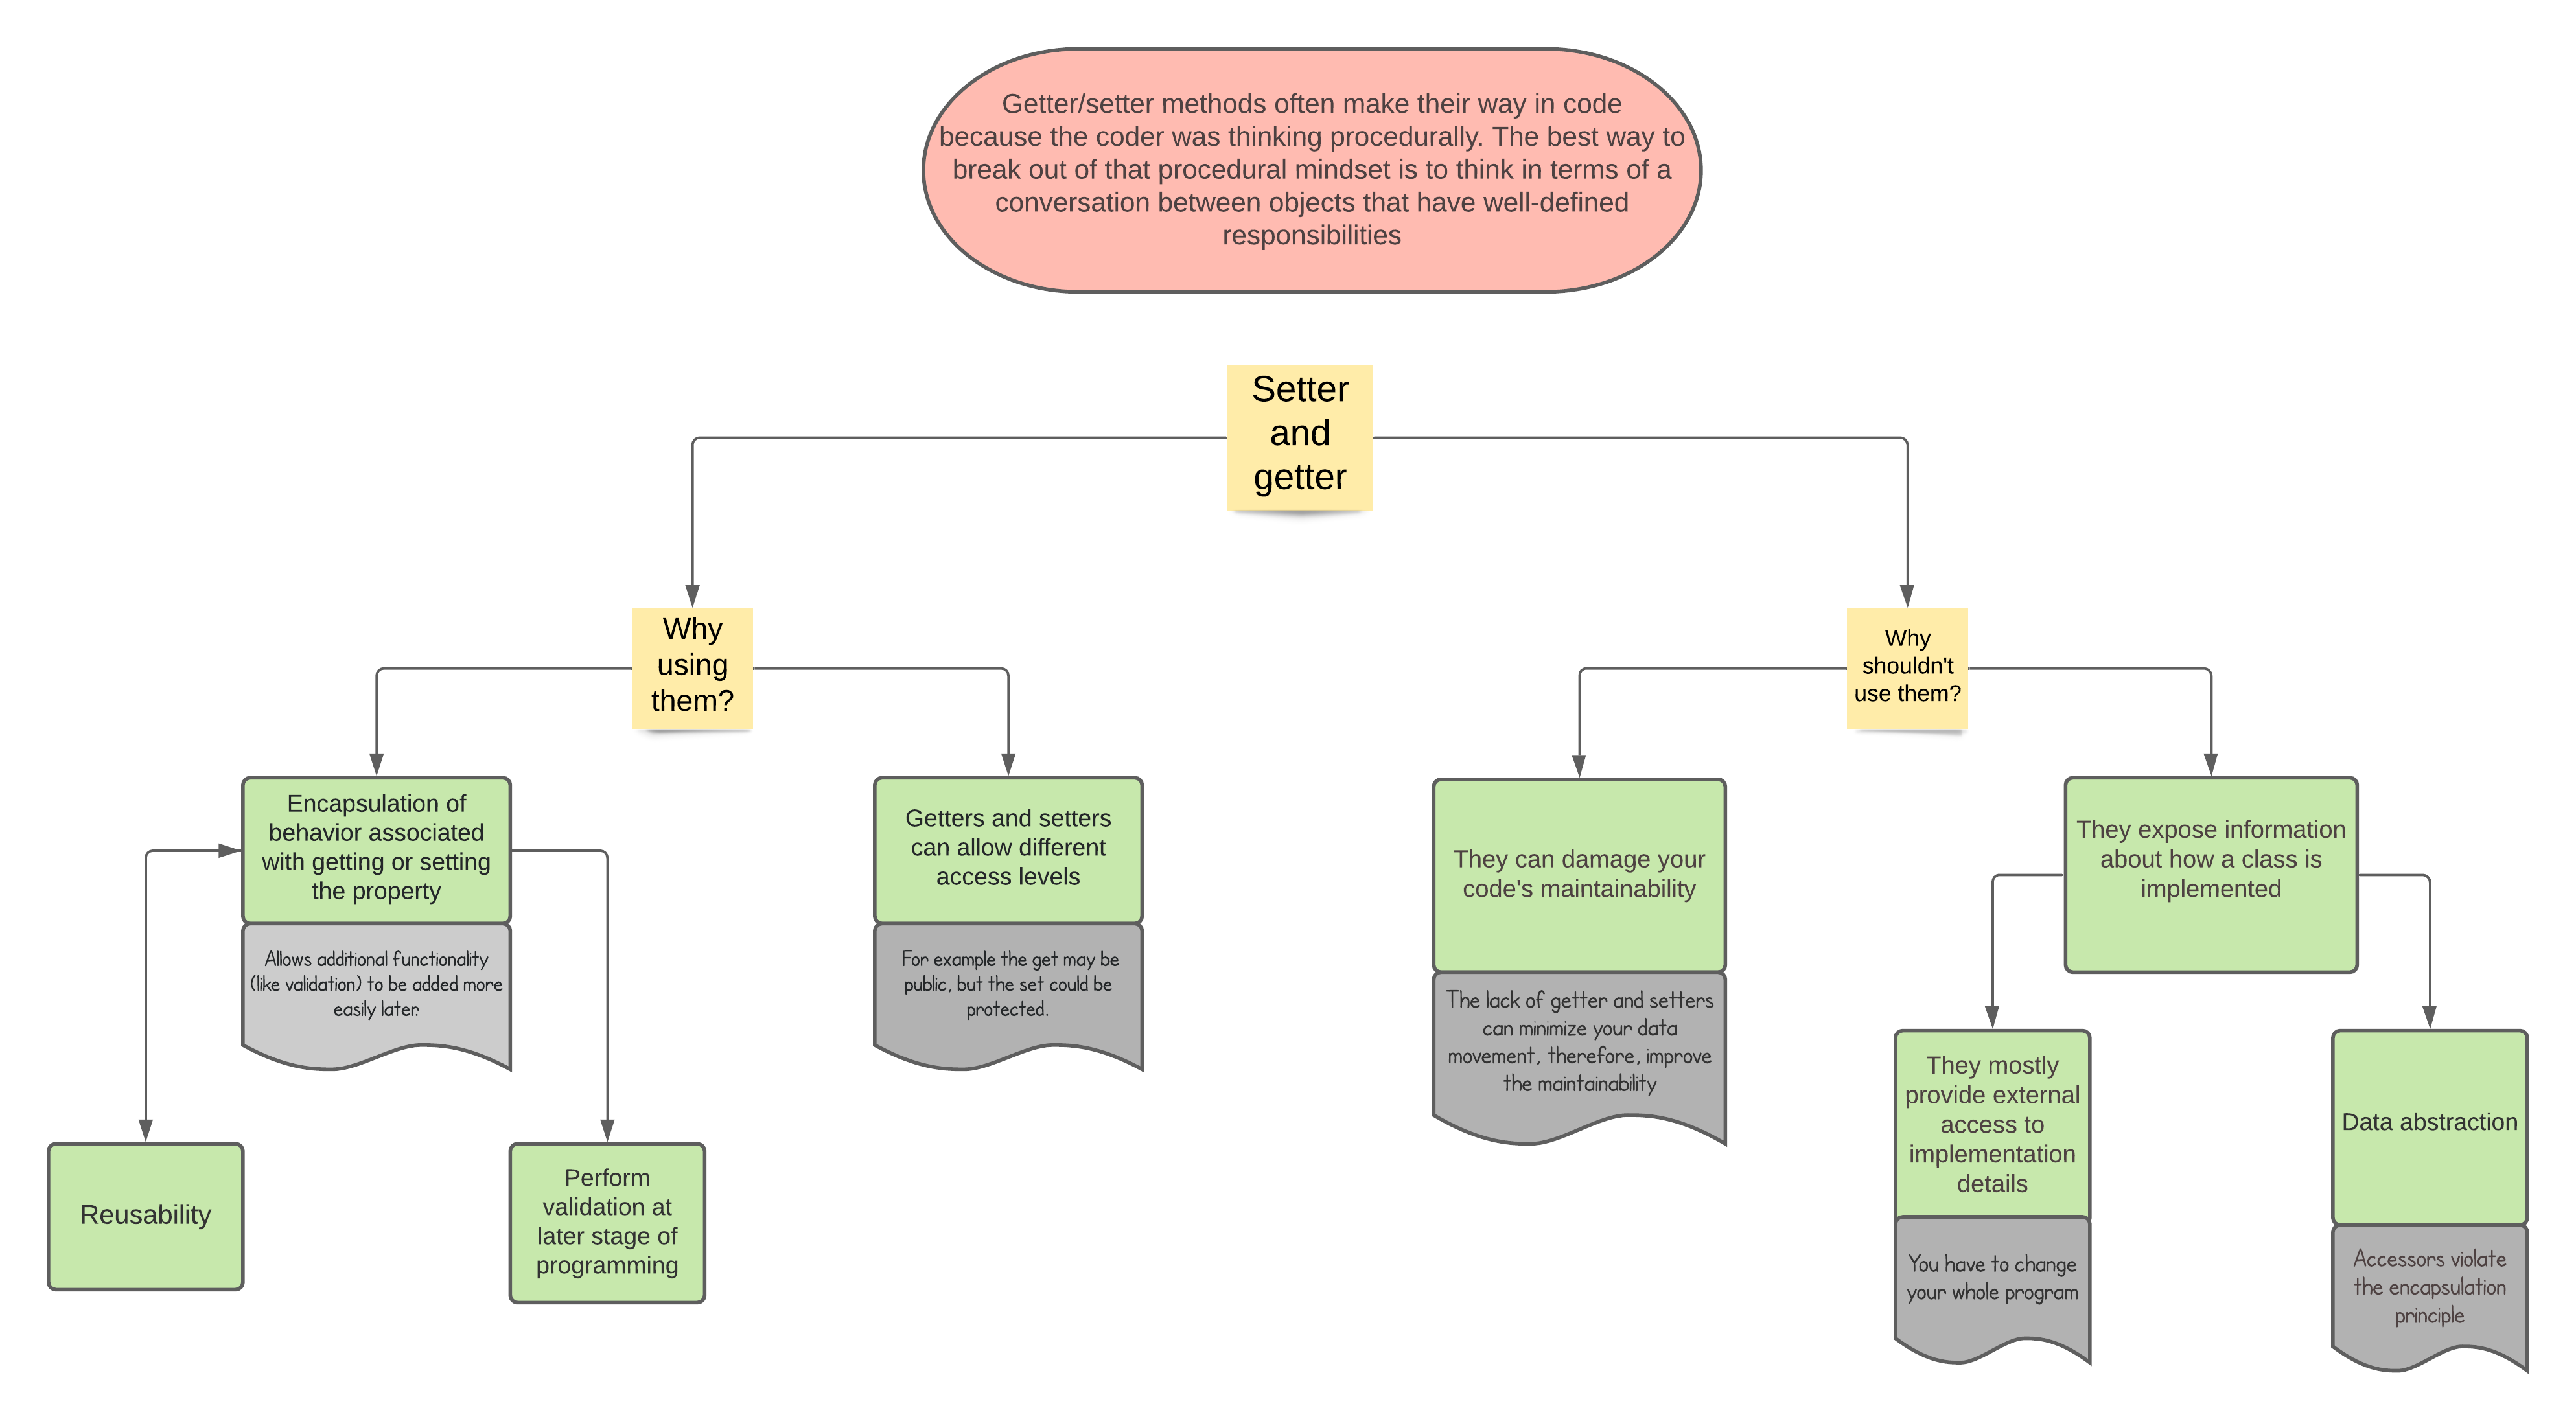 Getter/setter methods often make their way in code
because the coder was thinking procedurally. The best way to
break out of that procedural mindset is to think in terms of a
conversation between objects that have well-defined
responsibilities
Setter
and
getter
Why
using
them?
Why
shouldn't
use them?
Encapsulation of
behavior associated
with getting or setting
the property
Allows additional functionality
(like validation) to be added more
easily later.
Getters and setters
can allow different
access levels
For example the get may be
public, but the set could be
protected.
They can damage your
code's maintainability
The lack of getter and setters
can minimize your data
movement, therefore, improve
the maintainability
They expose information
about how a class is
implemented
Reusability
Perform
validation at
later stage of
programming
They mostly
provide external
access to
implementation
details
You have to change
your whole program
Data abstraction
Accessors violate
the encapsulation
principle